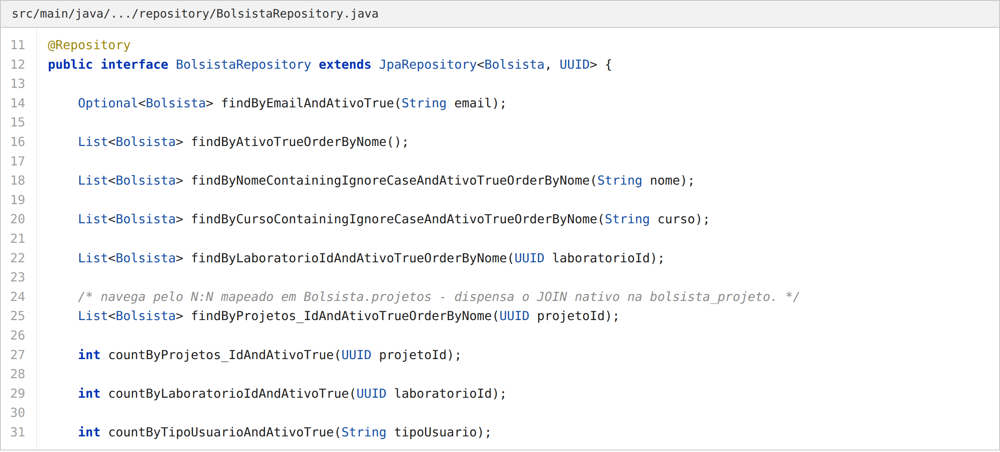 src/main/java/.../repository/BolsistaRepository.java
11 @Repository
12 public interface BolsistaRepository extends JpaRepository<Bolsista, UUID> {
13
14     Optional<Bolsista> findByEmailAndAtivoTrue(String email);
15
16     List<Bolsista> findByAtivoTrueOrderByNome();
17
18     List<Bolsista> findByNomeContainingIgnoreCaseAndAtivoTrueOrderByNome(String nome);
19
20     List<Bolsista> findByCursoContainingIgnoreCaseAndAtivoTrueOrderByNome(String curso);
21
22     List<Bolsista> findByLaboratorioIdAndAtivoTrueOrderByNome(UUID laboratorioId);
23
24     /* navega pelo N:N mapeado em Bolsista.projetos - dispensa o JOIN nativo na bolsista_projeto. */
25     List<Bolsista> findByProjetos_IdAndAtivoTrueOrderByNome(UUID projetoId);
26
27     int countByProjetos_IdAndAtivoTrue(UUID projetoId);
28
29     int countByLaboratorioIdAndAtivoTrue(UUID laboratorioId);
30
31     int countByTipoUsuarioAndAtivoTrue(String tipoUsuario);